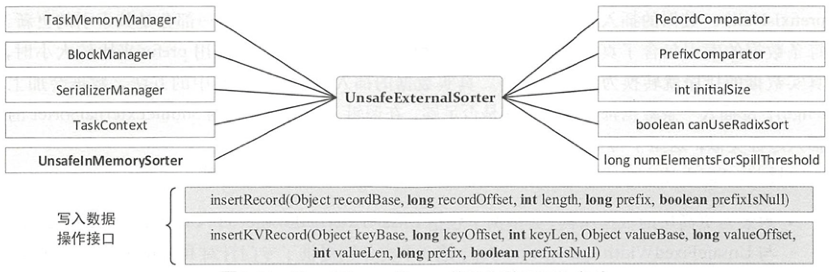 TaskMemoryManager
BlockManager
SerializerManager
TaskContext
UnsafeInMemorySorter
UnsafeExternalSorter
RecordComparator
PrefixComparator
int initialSize
boolean canUseRadixSort
long numElementsForSpillThreshold
写入数据
操作接口
insertRecord(Object recordBase, long recordOffset, int length, long prefix, boolean prefixIsNull)
insertKVRecord(Object keyBase, long keyOffset, int keyLen, Object valueBase, long valueOffset,
int valueLen, long prefix, boolean prefixIsNull)